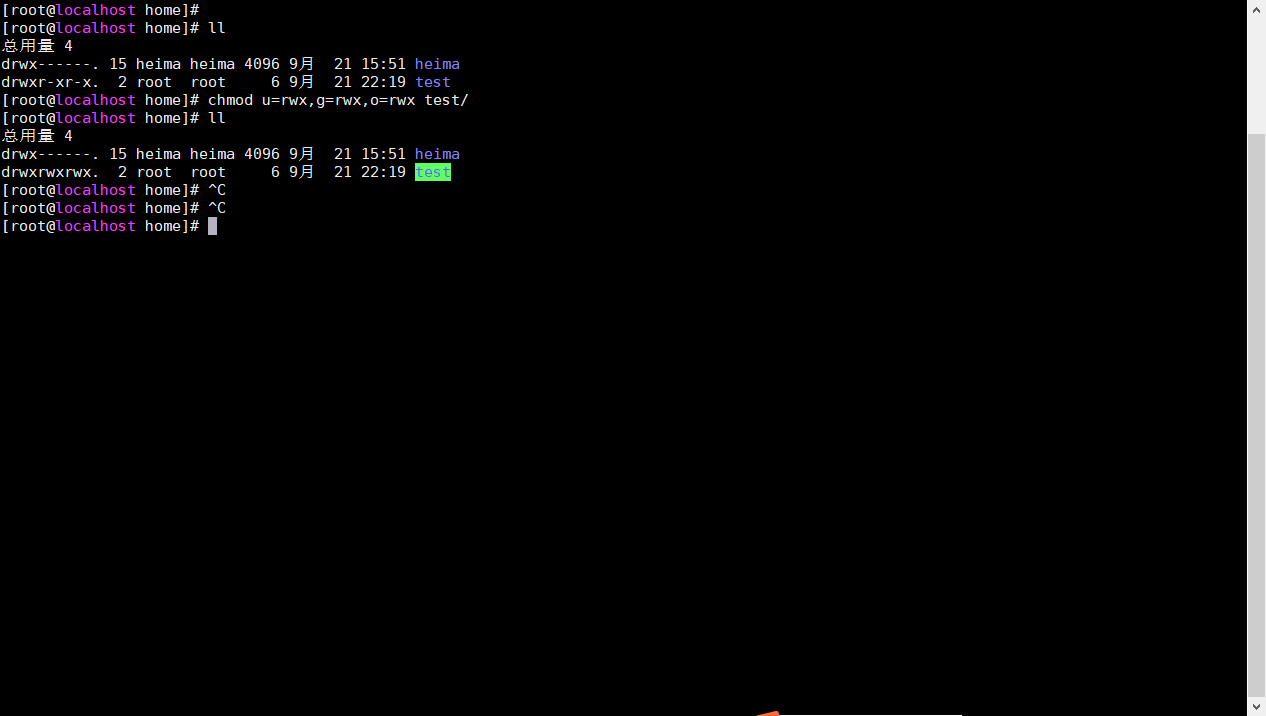 [root@localhost home]#
[root@localhost home]# ll
总用量 4
drwx------. 15 heima heima 4096 9月  21 15:51 heima
drwxr-xr-x.  2 root  root     6 9月  21 22:19 test
[root@localhost home]# chmod u=rwx,g=rwx,o=rwx test/
[root@localhost home]# ll
总用量 4
drwx------. 15 heima heima 4096 9月  21 15:51 heima
drwxrwxrwx.  2 root  root     6 9月  21 22:19 test
[root@localhost home]# ^C
[root@localhost home]# ^C
[root@localhost home]#